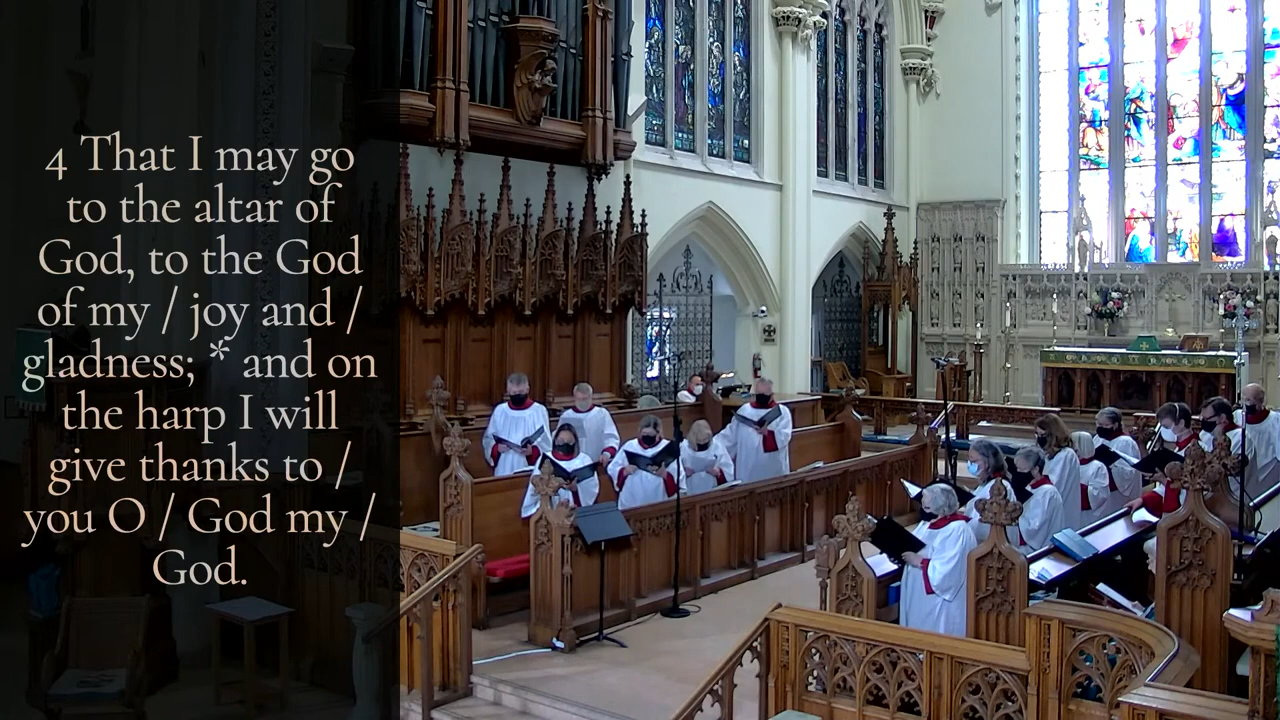 4 That I may go
to the altar of
God, to the God
of my / joy and /
gladness; * and on
the harp I will
give thanks to /
you O / God my /
God.